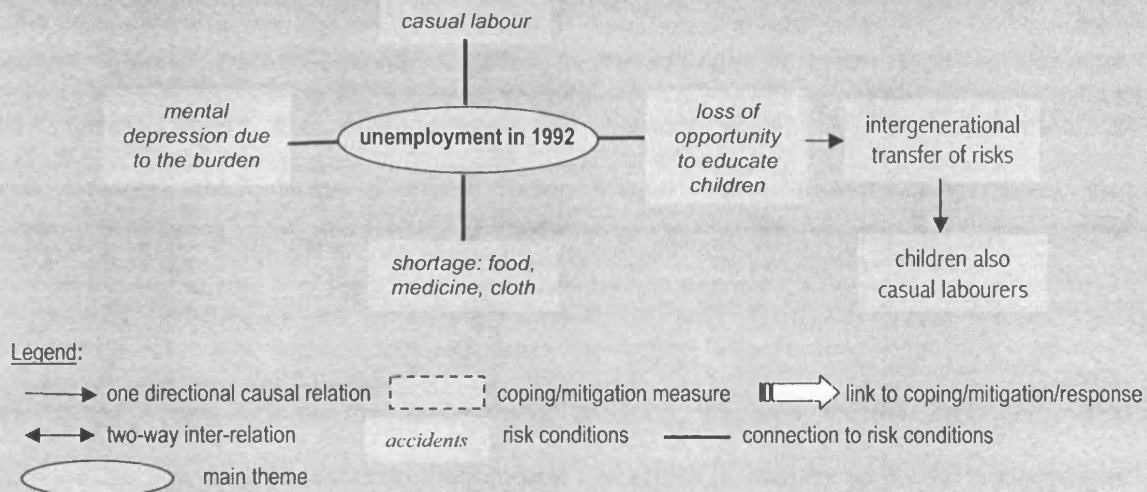 casual labour
mental
depression due
to the burden
unemployment in 1992
loss of
opportunity
to educate
children
intergenerational
transfer of risks
shortage: food,
medicine, cloth
children also
casual labourers
Legend:
one directional causal relation
coping/mitigation measure
link to coping/mitigation/response
two-way inter-relation
accidents
risk conditions
connection to risk conditions
main theme